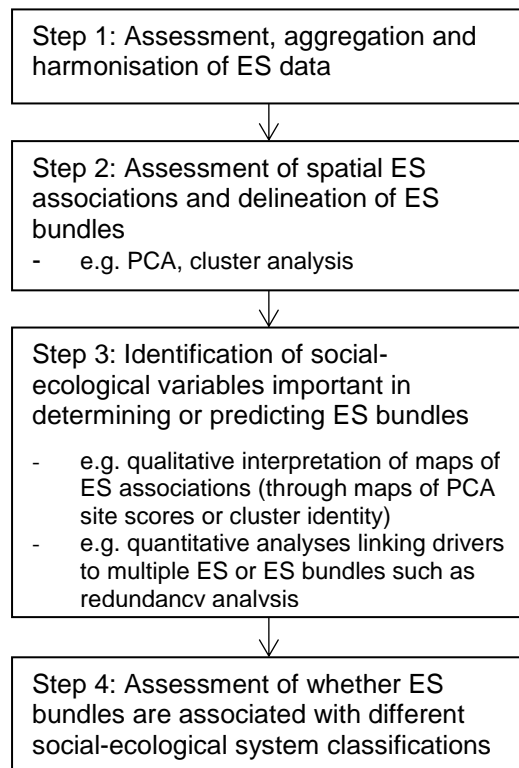 Step 1: Assessment, aggregation and
harmonisation of ES data
Step 2: Assessment of spatial ES
associations and delineation of ES
bundles
- e.g. PCA, cluster analysis
Step 3: Identification of social-
ecological variables important in
determining or predicting ES bundles
- e.g. qualitative interpretation of maps of
ES associations (through maps of PCA
site scores or cluster identity)
- e.g. quantitative analyses linking drivers
to multiple ES or ES bundles such as
redundancy analysis
Step 4: Assessment of whether ES
bundles are associated with different
social-ecological system classifications